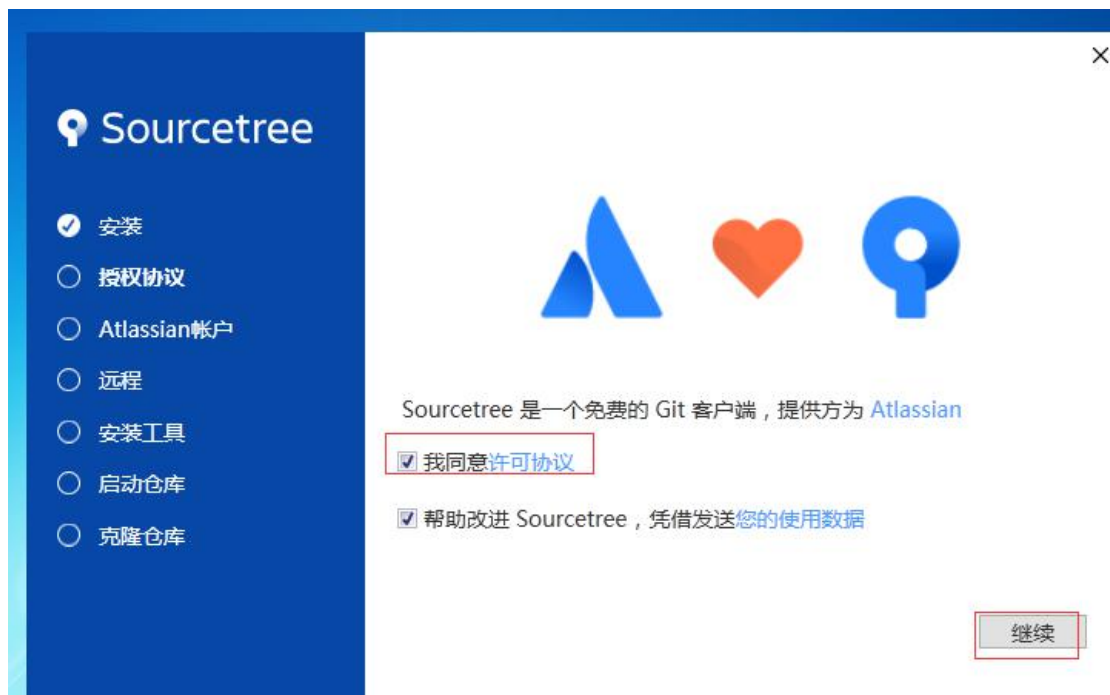 Sourcetree
安装
授权协议
Atlassian帐户
远程
安装工具
启动仓库
克隆仓库
Sourcetree 是一个免费的 Git 客户端，提供方为 Atlassian
我同意许可协议
帮助改进 Sourcetree，凭借发送您的使用数据
继续